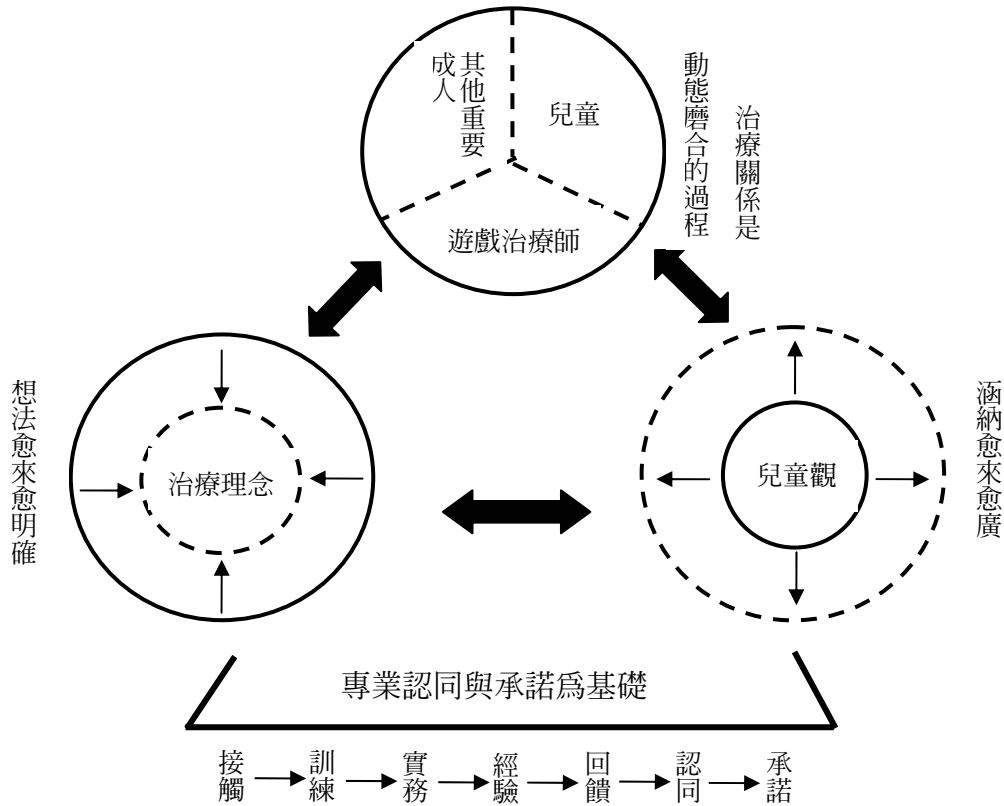 其他重要
成人
兒童
遊戲治療師
治療關係是
動態磨合的過程
想法愈來愈明確
治療理念
兒童觀
涵納愈來愈廣
專業認同與承諾爲基礎
接觸
訓練
實務
經驗
回饋
認同
承諾